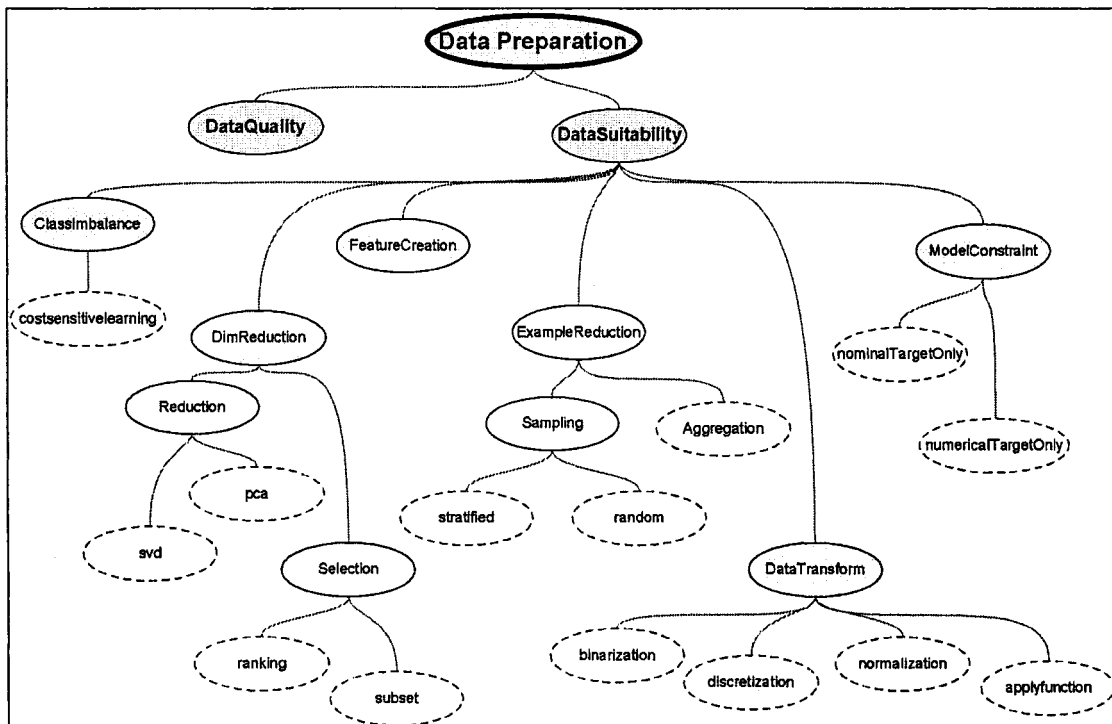 Data Preparation
DataQuality
DataSuitability
ClassImbalance
FeatureCreation
ModelConstraint
costsensitivelearning
DimReduction
ExampleReduction
nominalTargetOnly
Reduction
Sampling
Aggregation
numericalTargetOnly
pca
stratified
random
svd
Selection
DataTransform
ranking
binarization
normalization
subset
discretization
applyfunction